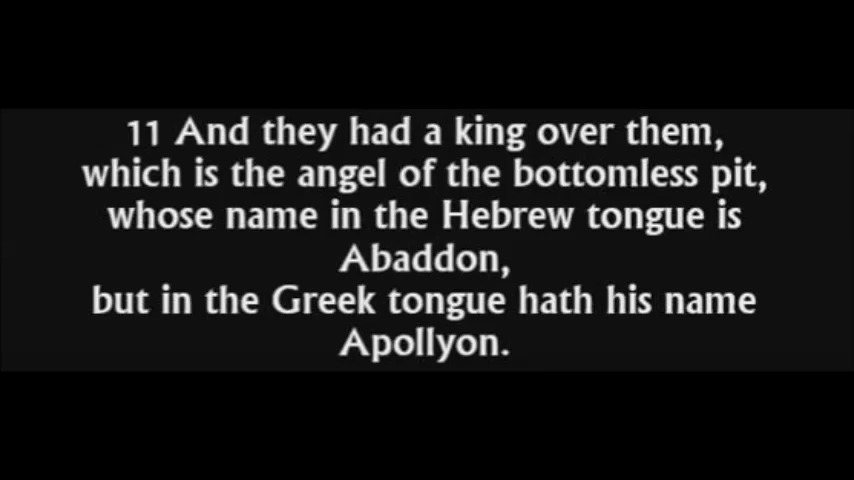 11 And they had a king over them,
which is the angel of the bottomless pit,
whose name in the Hebrew tongue is
Abaddon,
but in the Greek tongue hath his name
Apollyon.